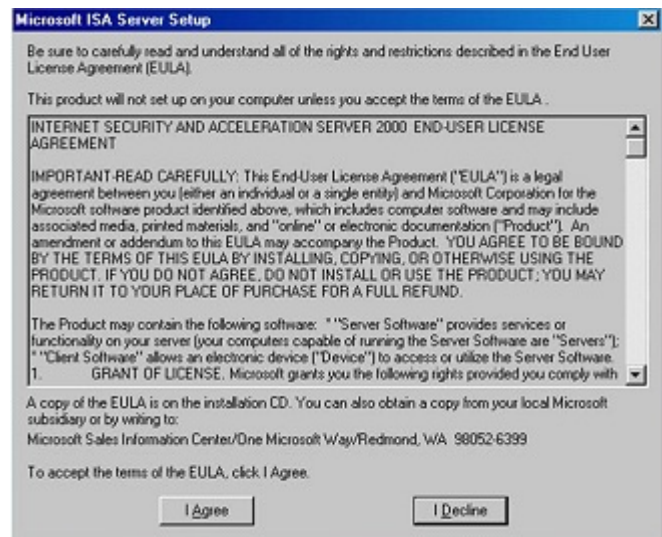 Microsoft ISA Server Setup
Be sure to carefully read and understand all of the rights and restrictions described in the End User
License Agreement (EULA).
This product will not set up on your computer unless you accept the terms of the EULA .
INTERNET SECURITY AND ACCELERATION SERVER 2000 END-USER LICENSE
AGREEMENT
IMPORTANT-READ CAREFULLY: This End-User License Agreement ("EULA") is a legal
agreement between you (either an individual or a single entity) and Microsoft Corporation for the
Microsoft software product identified above, which includes computer software and may include
associated media, printed materials, and "online" or electronic documentation ("Product"). An
amendment or addendum to this EULA may accompany the Product. YOU AGREE TO BE BOUND
BY THE TERMS OF THIS EULA BY INSTALLING, COPYING, OR OTHERWISE USING THE
PRODUCT. IF YOU DO NOT AGREE, DO NOT INSTALL OR USE THE PRODUCT; YOU MAY
RETURN IT TO YOUR PLACE OF PURCHASE FOR A FULL REFUND.
The Product may contain the following software: * "Server Software" provides services or
functionality on your server (your computers capable of running the Server Software are "Servers");
* "Client Software" allows an electronic device ("Device") to access or utilize the Server Software.
1. GRANT OF LICENSE. Microsoft grants you the following rights provided you comply with
A copy of the EULA is on the installation CD. You can also obtain a copy from your local Microsoft
subsidiary or by writing to:
Microsoft Sales Information Center/One Microsoft Way/Redmond, WA 98052-6399
To accept the terms of the EULA, click I Agree.
I Agree
I Decline